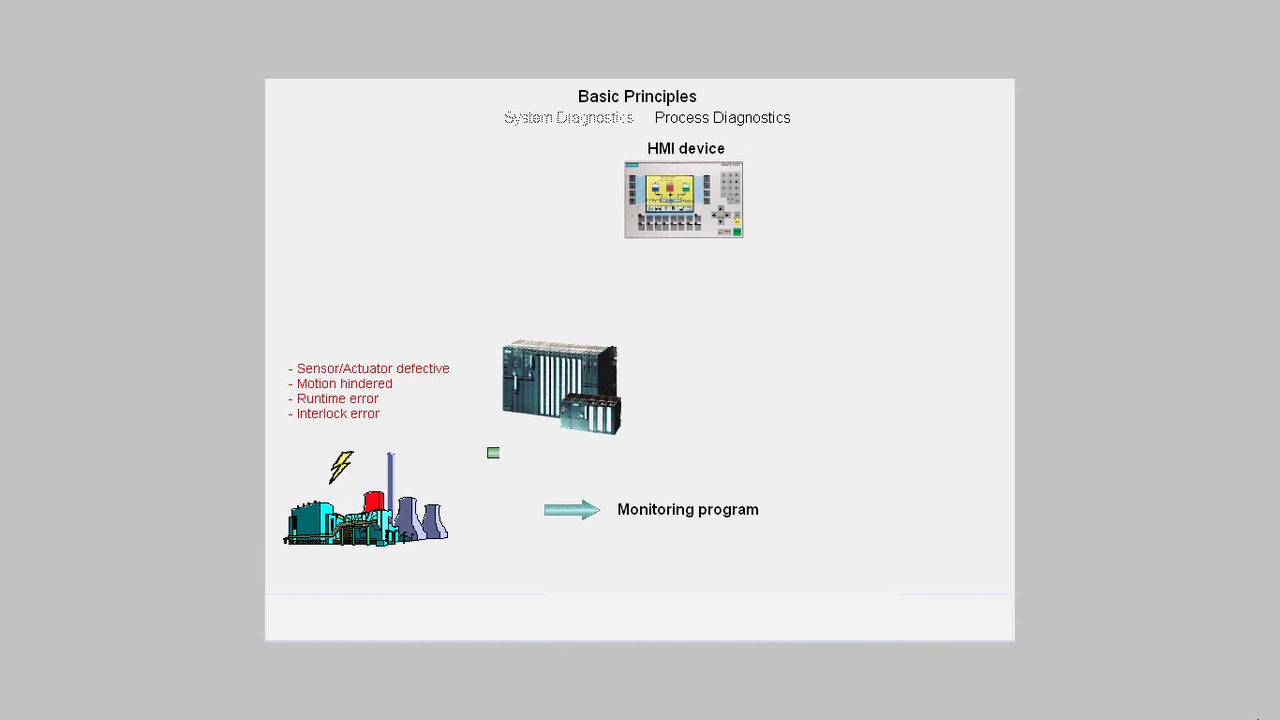 Basic Principles
System Diagnostics Process Diagnostics
HMI device
- Sensor/Actuator defective
- Motion hindered
- Runtime error
- Interlock error
Monitoring program